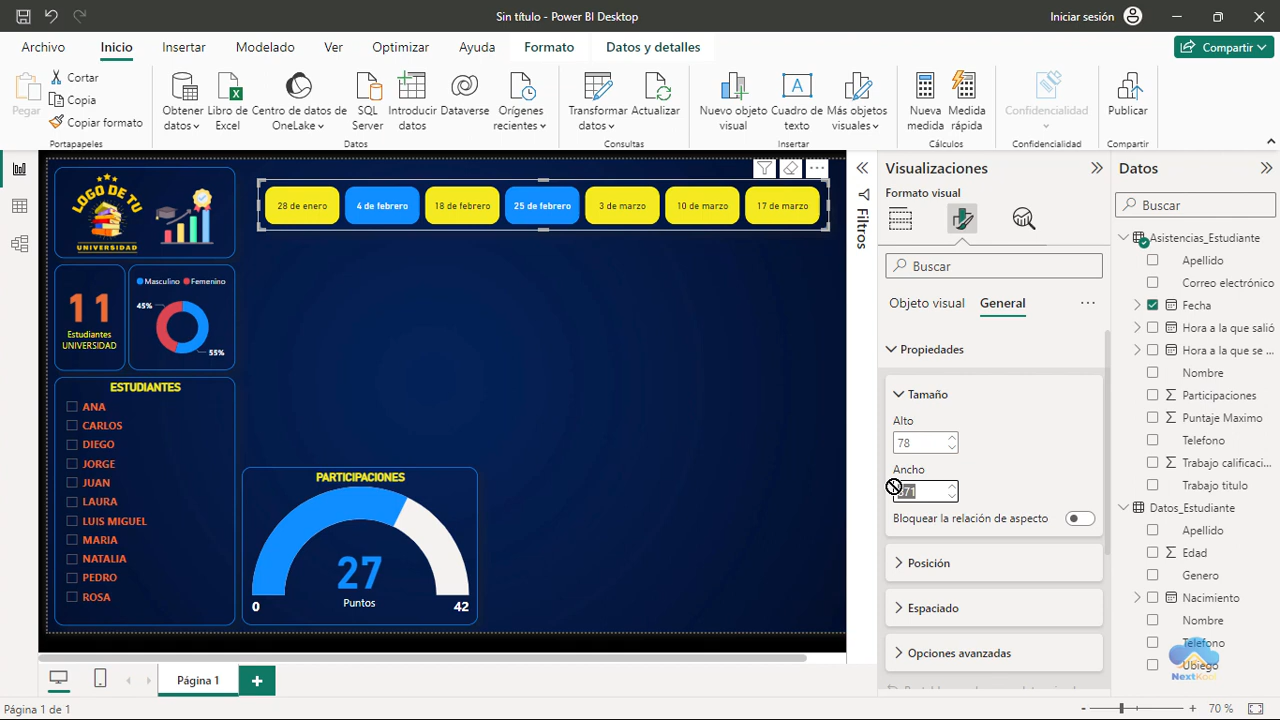 Sin título - Power BI Desktop
Iniciar sesión
Archivo
Inicio
Insertar
Modelado
Ver
Optimizar
Ayuda
Formato
Datos y detalles
Compartir
Pegar
Cortar
Copia
Copiar formato
Portapapeles
Obtener datos
Libro de Excel
Centro de datos de OneLake
SQL Server
Introducir datos
Dataverse
Orígenes recientes
Datos
Transformar datos
Actualizar
Consultas
Nuevo objeto visual
Cuadro de texto
Más objetos visuales
Insertar
Nueva medida
Medida rápida
Cálculos
Confidencialidad
Confidencialidad
Publicar
Compartir
LOGO DE TU
UNIVERSIDAD
28 de enero
4 de febrero
18 de febrero
25 de febrero
3 de marzo
10 de marzo
17 de marzo
11
Estudiantes
UNIVERSIDAD
Masculino
Femenino
45%
55%
ESTUDIANTES
ANA
CARLOS
DIEGO
JORGE
JUAN
LAURA
LUIS MIGUEL
MARIA
NATALIA
PEDRO
ROSA
PARTICIPACIONES
27
Puntos
0
42
Filtros
Visualizaciones
Formato visual
Buscar
Objeto visual
General
Propiedades
Tamaño
Alto
78
Ancho
Bloquear la relación de aspecto
Posición
Espaciado
Opciones avanzadas
Datos
Buscar
Asistencias_Estudiante
Apellido
Correo electrónico
Fecha
Hora a la que salió
Hora a la que se ...
Nombre
Participaciones
Puntaje Maximo
Telefono
Trabajo calificaci...
Trabajo titulo
Datos_Estudiante
Apellido
Edad
Genero
Nacimiento
Nombre
Telefono
Ubiego
NextKool
Página 1
Página 1 de 1
70 %